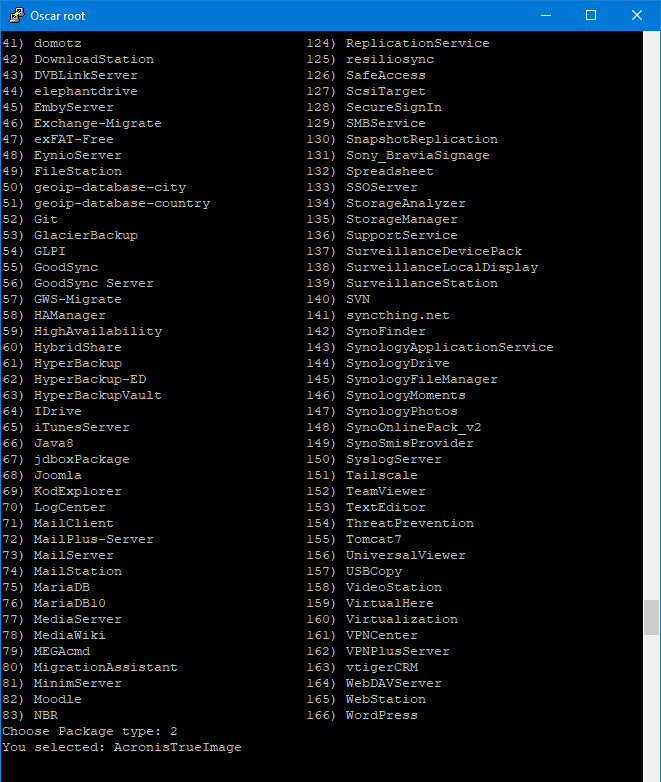 Oscar root
41) domotz 124) ReplicationService
42) DownloadStation 125) resiliosync
43) DVBLinkServer 126) SafeAccess
44) elephantdrive 127) ScsiTarget
45) EmbyServer 128) SecureSignIn
46) Exchange-Migrate 129) SMBService
47) exFAT-Free 130) SnapshotReplication
48) EynioServer 131) Sony_BraviaSignage
49) FileStation 132) Spreadsheet
50) geoip-database-city 133) SSOServer
51) geoip-database-country 134) StorageAnalyzer
52) Git 135) StorageManager
53) GlacierBackup 136) SupportService
54) GLPI 137) SurveillanceDevicePack
55) GoodSync 138) SurveillanceLocalDisplay
56) GoodSync Server 139) SurveillanceStation
57) GWS-Migrate 140) SVN
58) HAManager 141) syncthing.net
59) HighAvailability 142) SynoFinder
60) HybridShare 143) SynologyApplicationService
61) HyperBackup 144) SynologyDrive
62) HyperBackup-ED 145) SynologyFileManager
63) HyperBackupVault 146) SynologyMoments
64) IDrive 147) SynologyPhotos
65) iTunesServer 148) SynoOnlinePack_v2
66) Java8 149) SynoSmisProvider
67) jdboxPackage 150) SyslogServer
68) Joomla 151) Tailscale
69) KodExplorer 152) TeamViewer
70) LogCenter 153) TextEditor
71) MailClient 154) ThreatPrevention
72) MailPlus-Server 155) Tomcat7
73) MailServer 156) UniversalViewer
74) MailStation 157) USBCopy
75) MariaDB 158) VideoStation
76) MariaDB10 159) VirtualHere
77) MediaServer 160) Virtualization
78) MediaWiki 161) VPNCenter
79) MEGAcmd 162) VPNPlusServer
80) MigrationAssistant 163) vtigerCRM
81) MinimServer 164) WebDAVServer
82) Moodle 165) WebStation
83) NBR 166) WordPress
Choose Package type: 2
You selected: AcronisTrueImage